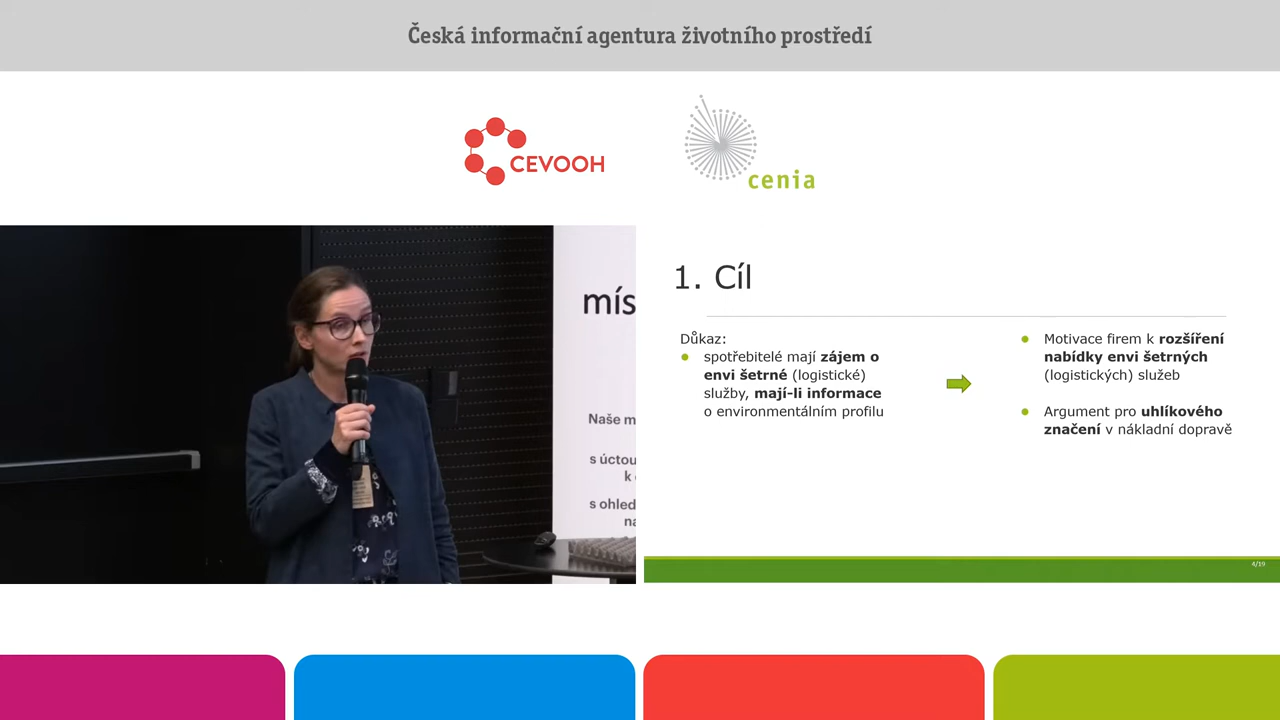 Česká informační agentura životního prostředí
CEVOOH
cenia
mís
Naše m
s úctou
k
s ohled
na
1. Cíl
Důkaz:
spotřebitelé mají zájem o
envi šetrné (logistické)
služby, mají-li informace
o environmentálním profilu
Motivace firem k rozšíření
nabídky envi šetrných
(logistických) služeb
Argument pro uhlíkového
značení v nákladní dopravě
4/19